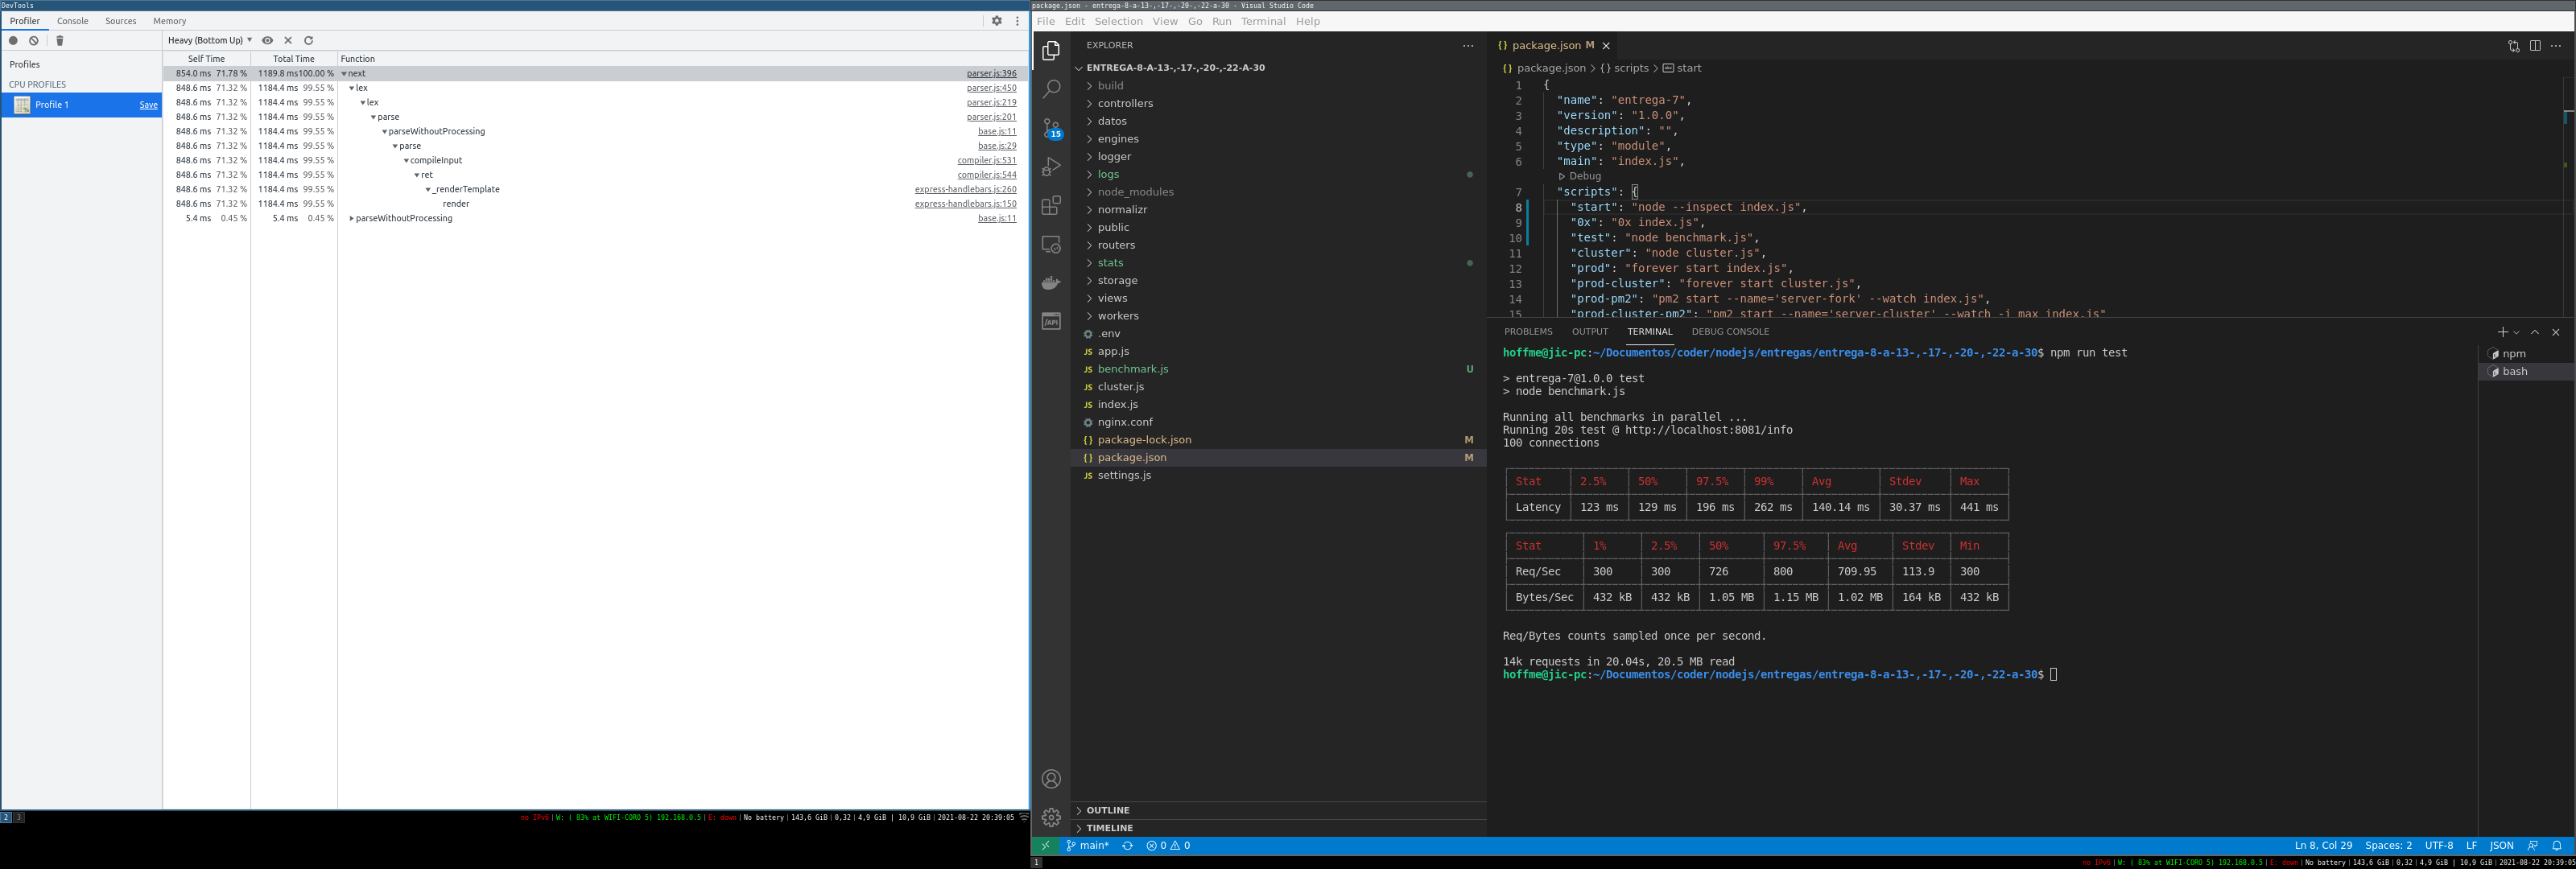 DevTools
Profiler Console Sources Memory
Heavy (Bottom Up)
Profiles
CPU PROFILES
Profile 1 Save
Self Time Total Time Function
854.0 ms 71.78 % 1189.8 ms 100.00 % next parser.js:396
848.6 ms 71.32 % 1184.4 ms 99.55 % lex parser.js:450
848.6 ms 71.32 % 1184.4 ms 99.55 % lex parser.js:219
848.6 ms 71.32 % 1184.4 ms 99.55 % parse parser.js:201
848.6 ms 71.32 % 1184.4 ms 99.55 % parseWithoutProcessing base.js:11
848.6 ms 71.32 % 1184.4 ms 99.55 % parse base.js:29
848.6 ms 71.32 % 1184.4 ms 99.55 % compileInput compiler.js:531
848.6 ms 71.32 % 1184.4 ms 99.55 % ret compiler.js:544
848.6 ms 71.32 % 1184.4 ms 99.55 % _renderTemplate express-handlebars.js:260
848.6 ms 71.32 % 1184.4 ms 99.55 % render express-handlebars.js:150
5.4 ms 0.45 % 5.4 ms 0.45 % parseWithoutProcessing base.js:11
2 3 no IPv6 | W: ( 83% at WIFI-CORO 5) 192.168.0.5 | E: down | No battery | 143,6 GiB | 0,32 | 4,9 GiB | 10,9 GiB | 2021-08-22 20:39:05
package.json - entrega-8-a-13-,-17-,-20-,-22-a-30 - Visual Studio Code
File Edit Selection View Go Run Terminal Help
EXPLORER
ENTREGA-8-A-13-,-17-,-20-,-22-A-30
build
controllers
datos
engines
logger
logs
node_modules
normalizr
public
routers
stats
storage
views
workers
.env
JS app.js
JS benchmark.js U
JS cluster.js
JS index.js
nginx.conf
{} package-lock.json M
{} package.json M
JS settings.js
OUTLINE
TIMELINE
15
/API
{} package.json M
{} package.json > {} scripts > start
1 {
2 "name": "entrega-7",
3 "version": "1.0.0",
4 "description": "",
5 "type": "module",
6 "main": "index.js",
Debug
7 "scripts": {
8 "start": "node --inspect index.js",
9 "0x": "0x index.js",
10 "test": "node benchmark.js",
11 "cluster": "node cluster.js",
12 "prod": "forever start index.js",
13 "prod-cluster": "forever start cluster.js",
14 "prod-pm2": "pm2 start --name='server-fork' --watch index.js",
15 "prod-cluster-pm2": "pm2 start --name='server-cluster' --watch -i max index.js"
PROBLEMS OUTPUT TERMINAL DEBUG CONSOLE
npm
bash
hoffme@jic-pc:~/Documentos/coder/nodejs/entregas/entrega-8-a-13-,-17-,-20-,-22-a-30$ npm run test
> entrega-7@1.0.0 test
> node benchmark.js
Running all benchmarks in parallel ...
Running 20s test @ http://localhost:8081/info
100 connections
Stat 2.5% 50% 97.5% 99% Avg Stdev Max
Latency 123 ms 129 ms 196 ms 262 ms 140.14 ms 30.37 ms 441 ms
Stat 1% 2.5% 50% 97.5% Avg Stdev Min
Req/Sec 300 300 726 800 709.95 113.9 300
Bytes/Sec 432 kB 432 kB 1.05 MB 1.15 MB 1.02 MB 164 kB 432 kB
Req/Bytes counts sampled once per second.
14k requests in 20.04s, 20.5 MB read
hoffme@jic-pc:~/Documentos/coder/nodejs/entregas/entrega-8-a-13-,-17-,-20-,-22-a-30$
main* 0 0 Ln 8, Col 29 Spaces: 2 UTF-8 LF JSON
1 no IPv6 | W: ( 83% at WIFI-CORO 5) 192.168.0.5 | E: down | No battery | 143,6 GiB | 0,32 | 4,9 GiB | 10,9 GiB | 2021-08-22 20:39:05